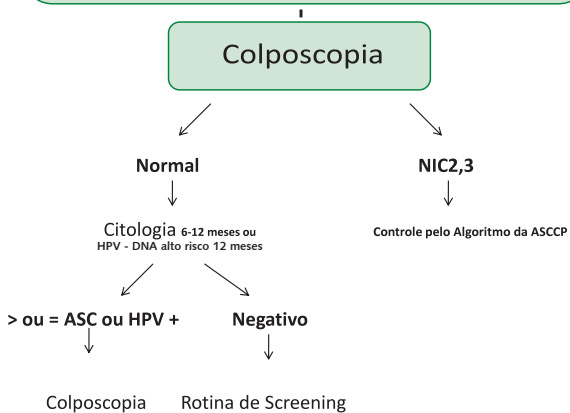 Colposcopia
Normal
NIC2,3
Citologia 6-12 meses ou
HPV - DNA alto risco 12 meses
Controle pelo Algoritmo da ASCCP
> ou = ASC ou HPV +
Negativo
Colposcopia
Rotina de Screening